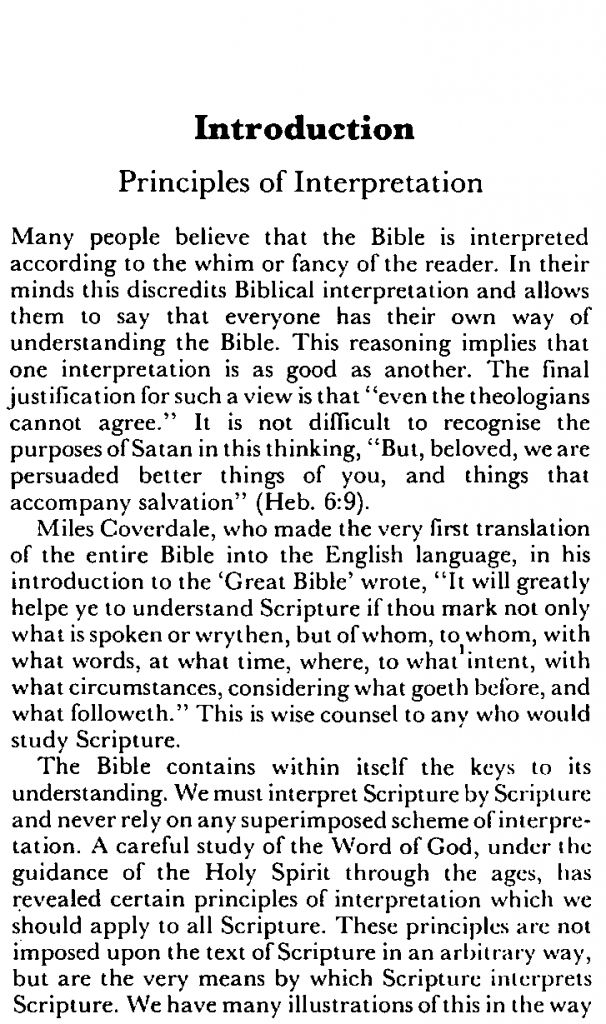 Introduction
Principles of Interpretation
Many people believe that the Bible is interpreted
according to the whim or fancy of the reader. In their
minds this discredits Biblical interpretation and allows
them to say that everyone has their own way of
understanding the Bible. This reasoning implies that
one interpretation is as good as another. The final
justification for such a view is that “even the theologians
cannot agree.” It is not difficult to recognise the
purposes of Satan in this thinking, “But, beloved, we are
persuaded better things of you, and things that
accompany salvation” (Heb. 6:9).
Miles Coverdale, who made the very first translation
of the entire Bible into the English language, in his
introduction to the ‘Great Bible’ wrote, “It will greatly
helpe ye to understand Scripture if thou mark not only
what is spoken or wrythen, but of whom, to whom, with
what words, at what time, where, to what intent, with
what circumstances, considering what goeth before, and
what followeth.” This is wise counsel to any who would
study Scripture.
The Bible contains within itself the keys to its
understanding. We must interpret Scripture by Scripture
and never rely on any superimposed scheme of interpre-
tation. A careful study of the Word of God, under the
guidance of the Holy Spirit through the ages, has
revealed certain principles of interpretation which we
should apply to all Scripture. These principles are not
imposed upon the text of Scripture in an arbitrary way,
but are the very means by which Scripture interprets
Scripture. We have many illustrations of this in the way